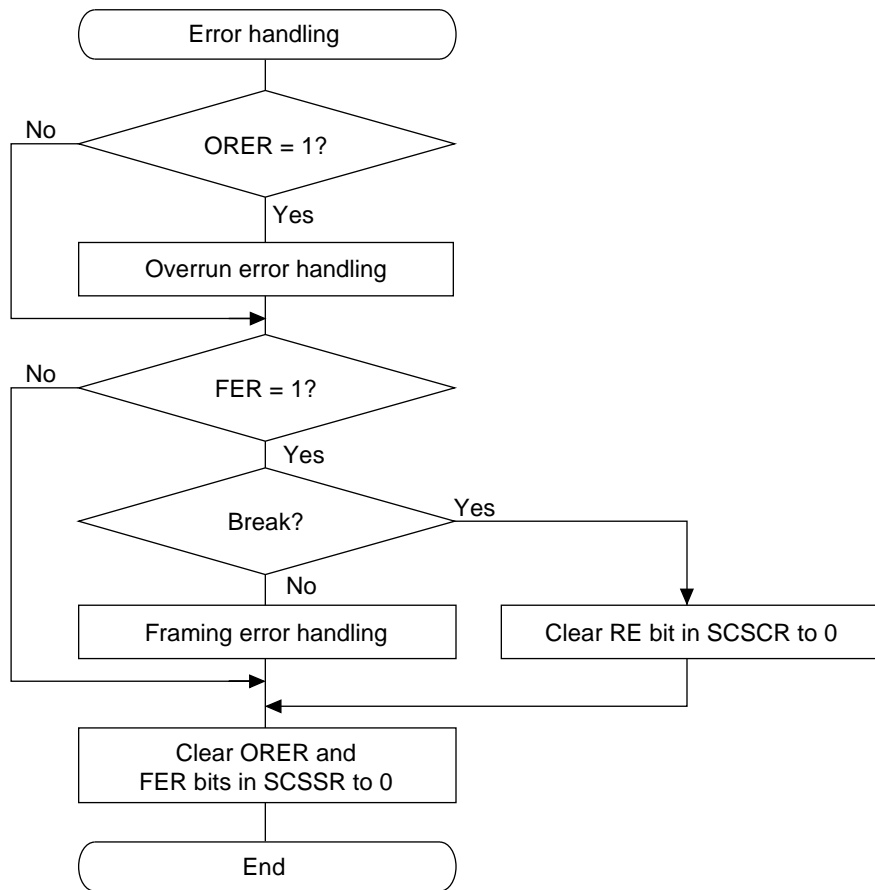 Error handling
No
ORER = 1?
Yes
Overrun error handling
No
FER = 1?
Yes
Break?
Yes
No
Framing error handling
Clear RE bit in SCSCR to 0
Clear ORER and
FER bits in SCSSR to 0
End